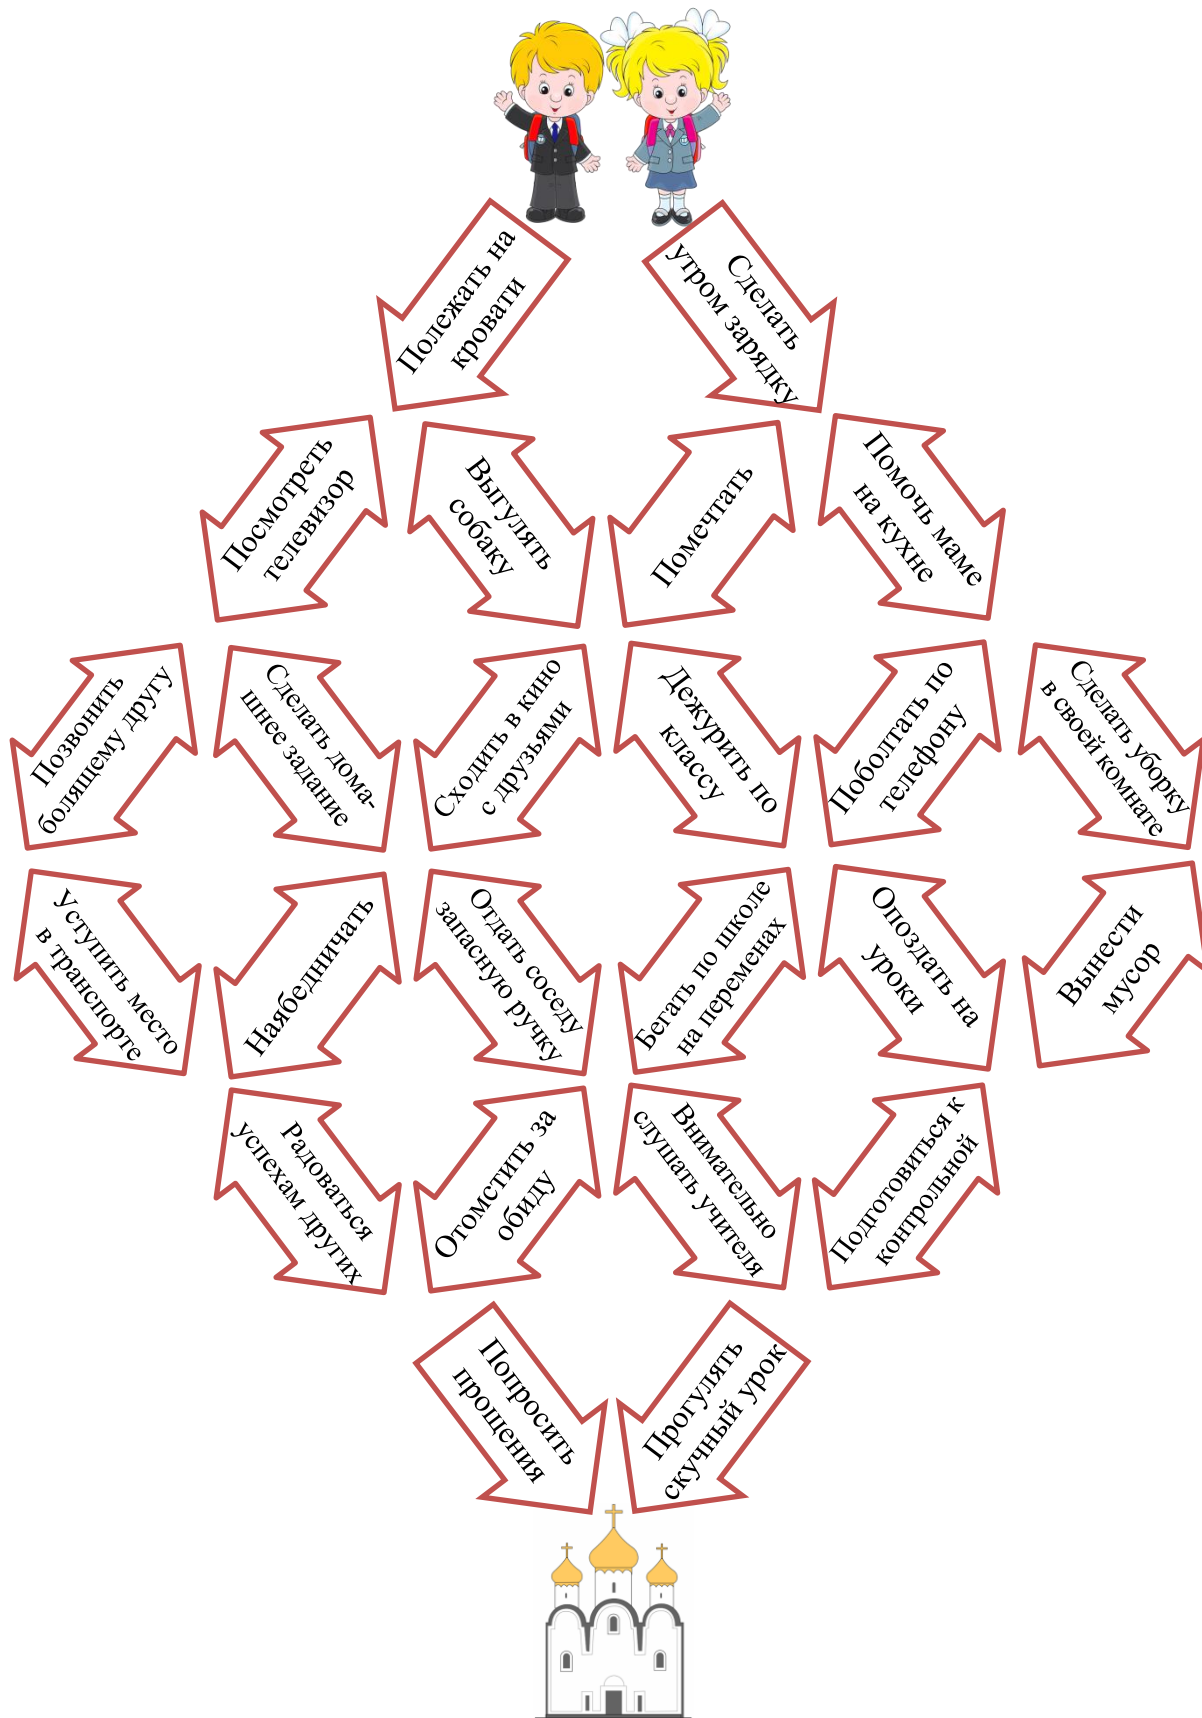 Полежать на
кровати
Сделать
утром зарядку
Посмотреть
телевизор
Выгулять
собаку
Помечтать
Помочь маме
на кухне
Позвонить
болящему другу
Сделать дома-
шнее задание
Сходить в кино
с друзьями
Дежурить по
классу
Поболтать по
телефону
Сделать уборку
в своей комнате
Уступить место
в транспорте
Наябедничать
Отдать соседу
запасную ручку
Бегать по школе
на переменах
Опоздать на
уроки
Вынести
мусор
Радоваться
успехам других
Отомстить за
обиду
Внимательно
слушать учителя
Подготовиться к
контрольной
Попросить
прощения
Прогулять
скучный урок